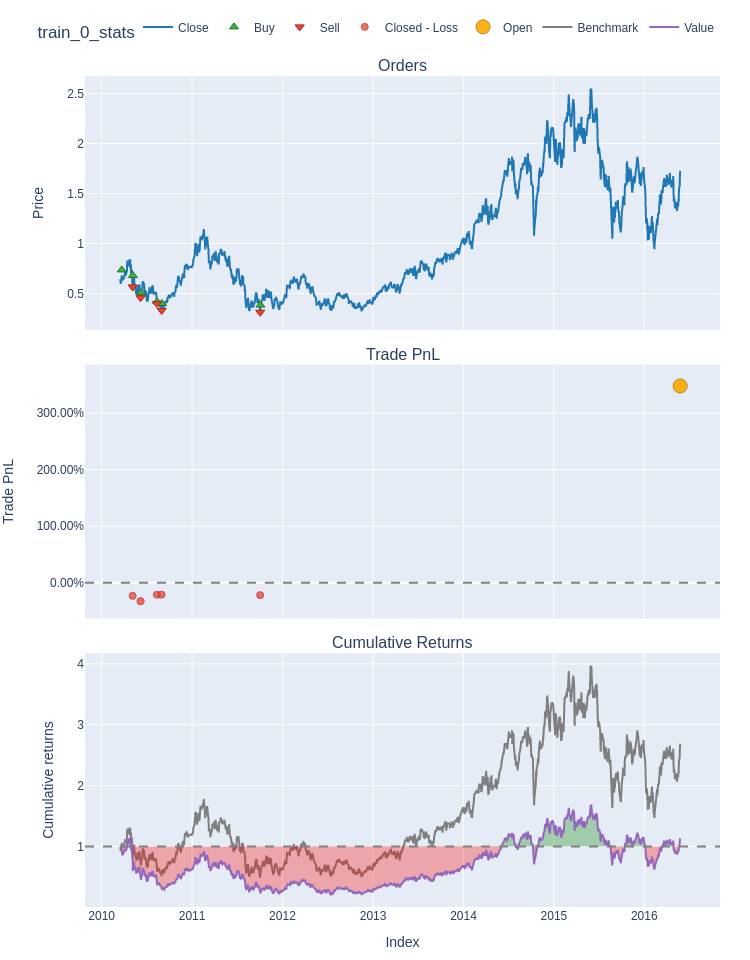 train_0_stats Close Buy Sell Closed - Loss Open Benchmark Value
Orders
2.5
2
1.5
1
0.5
Price
Trade PnL
300.00%
200.00%
100.00%
0.00%
Trade PnL
Cumulative Returns
4
3
2
1
Cumulative returns
2010 2011 2012 2013 2014 2015 2016
Index